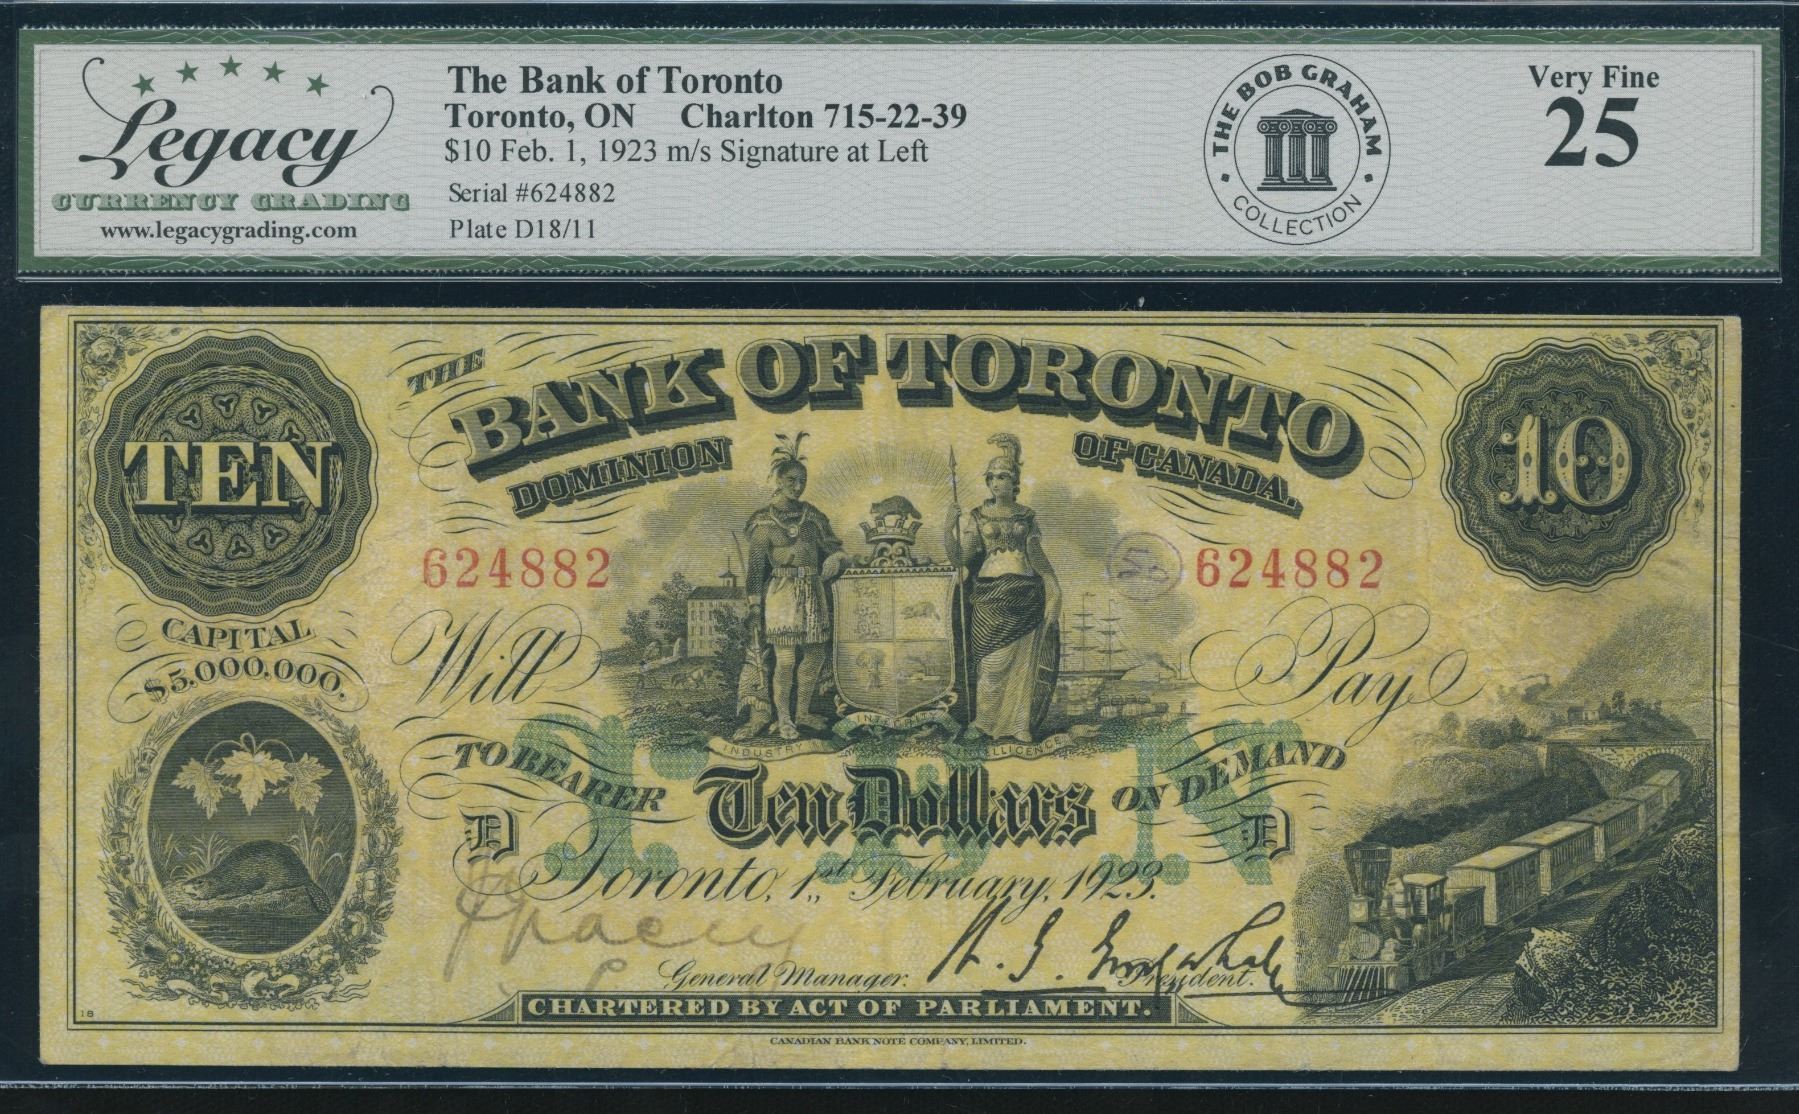 Legacy
CURRENCY GRADING
www.legacygrading.com
The Bank of Toronto
Toronto, ON Charlton 715-22-39
$10 Feb. 1, 1923 m/s Signature at Left
Serial #624882
Plate D18/11
THE BOB GRAHAM
COLLECTION
Very Fine
25
THE
BANK OF TORONTO
DOMINION OF CANADA.
TEN
10
624882 624882
CAPITAL
$5,000,000.
Will Pay
INTEGRITY
INDUSTRY INTELLIGENCE
TEN
TO BEARER Ten Dollars ON DEMAND
D D
Toronto, 1st February, 1923.
General Manager. President.
CHARTERED BY ACT OF PARLIAMENT.
18
CANADIAN BANK NOTE COMPANY, LIMITED.